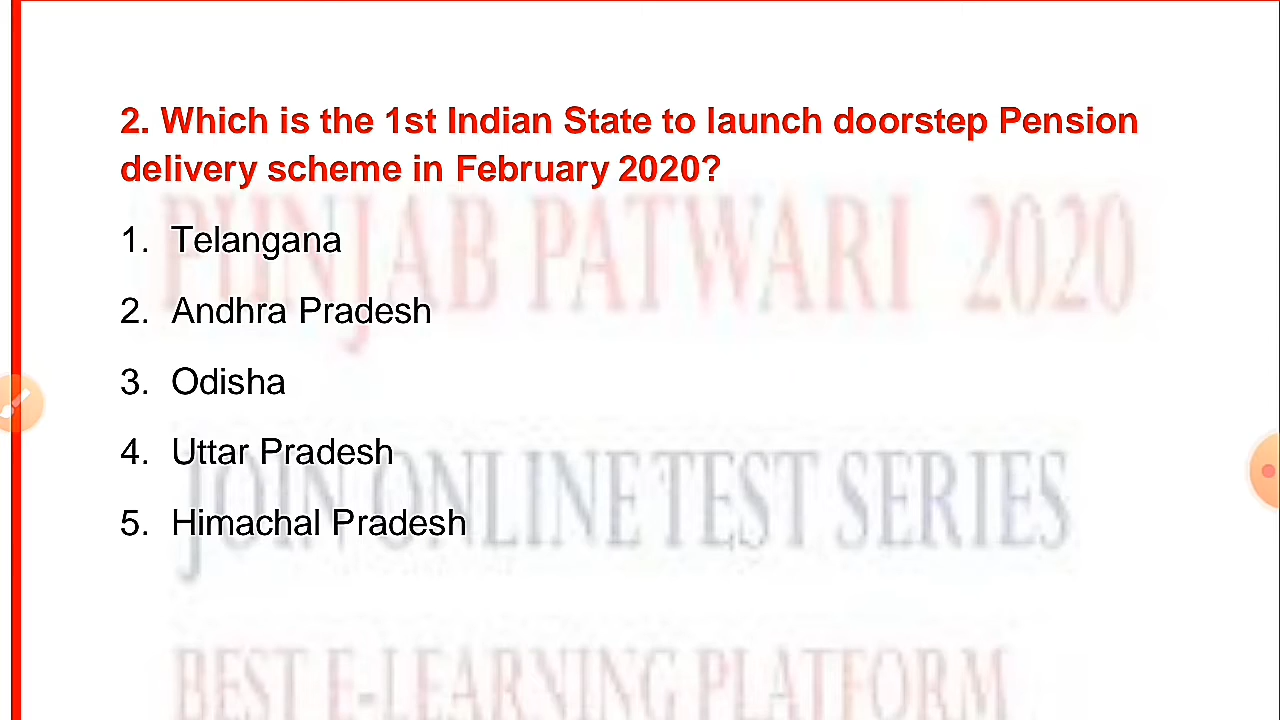 2. Which is the 1st Indian State to launch doorstep Pension
delivery scheme in February 2020?
PUNJAB PATWARI 2020
1. Telangana
2. Andhra Pradesh
3. Odisha
4. Uttar Pradesh
JOIN ONLINE TEST SERIES
5. Himachal Pradesh
BEST E-LEARNING PLATFORM